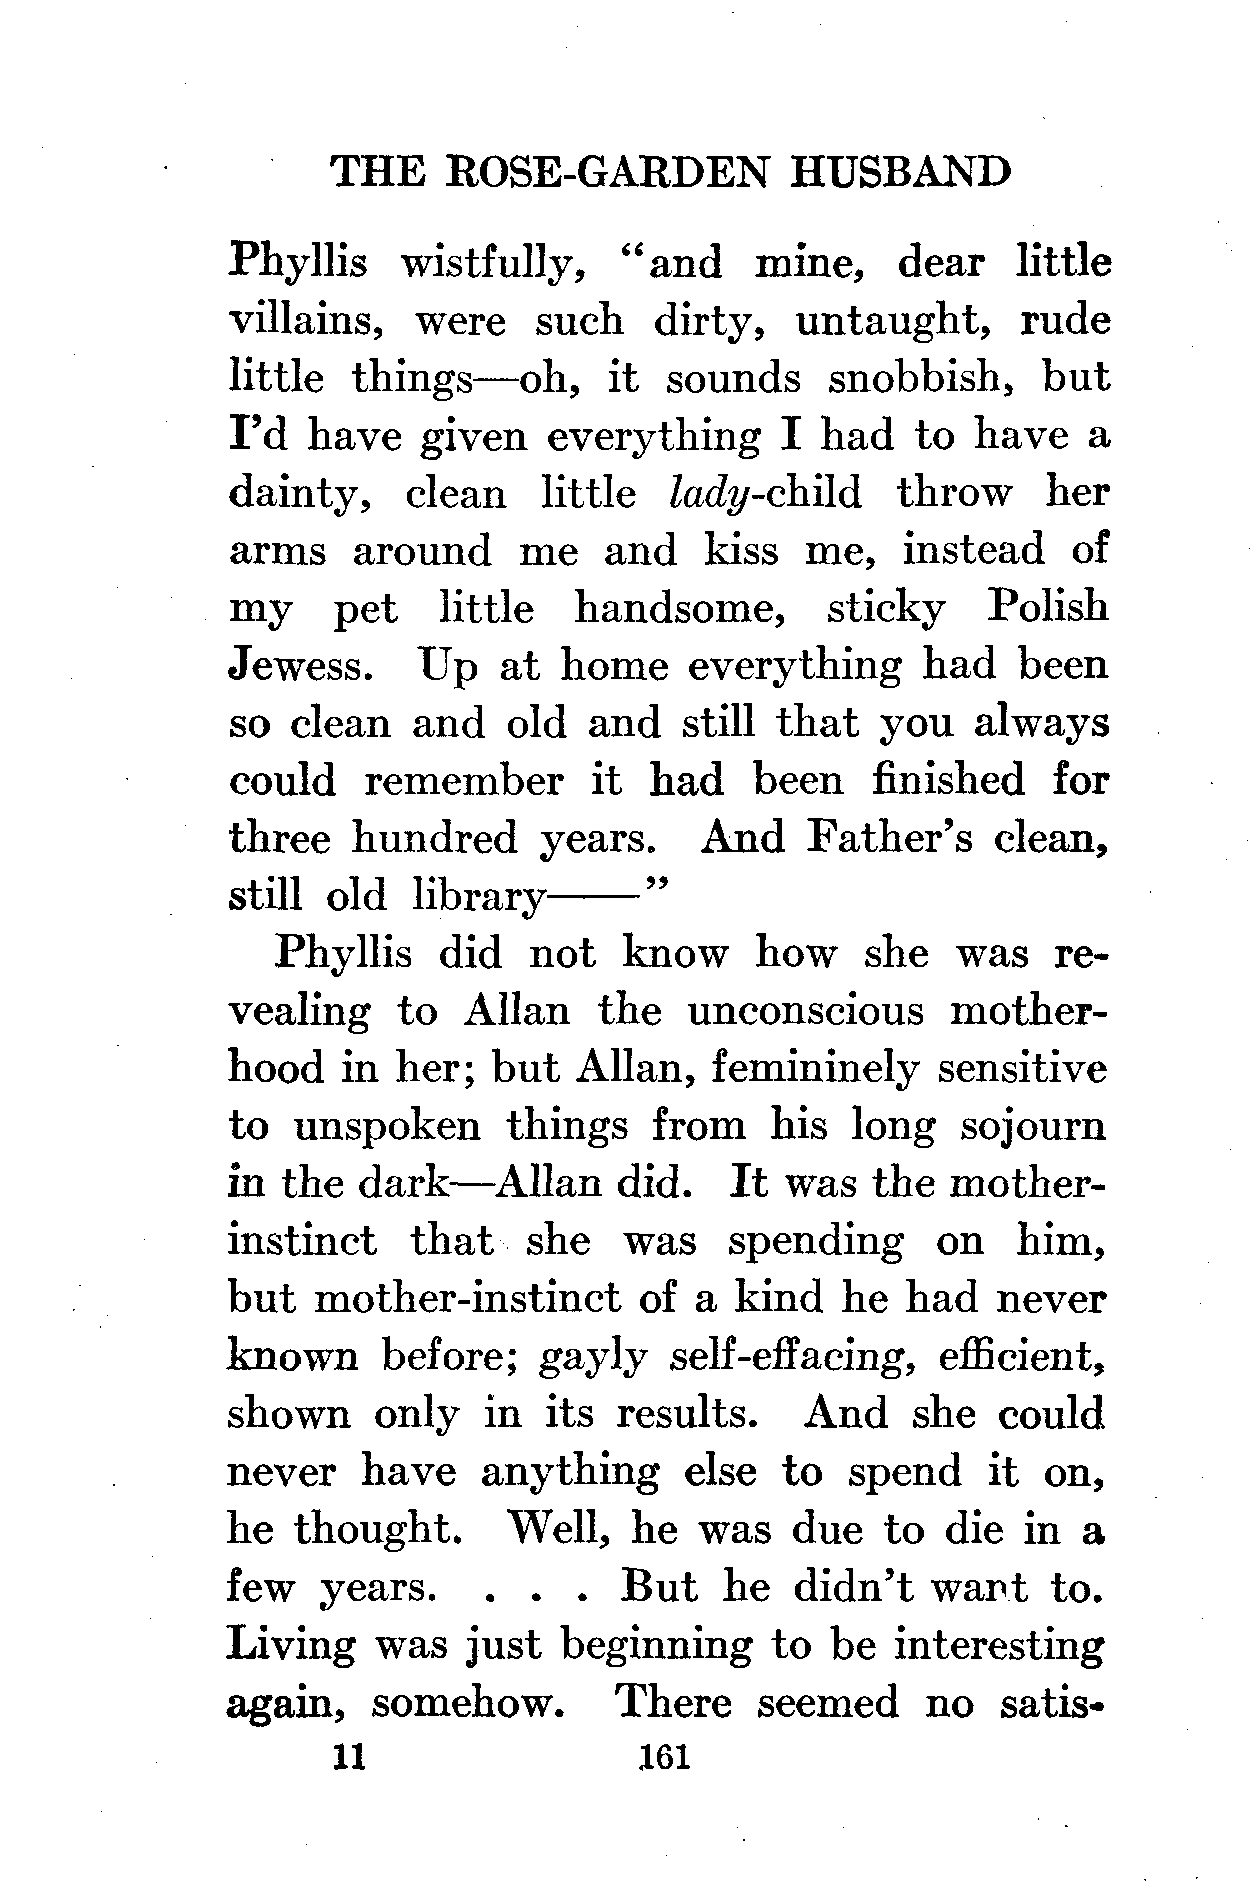 THE ROSE-GARDEN HUSBAND
Phyllis wistfully, “and mine, dear little
villains, were such dirty, untaught, rude
little things—oh, it sounds snobbish, but
I’d have given everything I had to have a
dainty, clean little lady-child throw her
arms around me and kiss me, instead of
my pet little handsome, sticky Polish
Jewess. Up at home everything had been
so clean and old and still that you always
could remember it had been finished for
three hundred years. And Father’s clean,
still old library——”
Phyllis did not know how she was re-
vealing to Allan the unconscious mother-
hood in her; but Allan, femininely sensitive
to unspoken things from his long sojourn
in the dark—Allan did. It was the mother-
instinct that she was spending on him,
but mother-instinct of a kind he had never
known before; gayly self-effacing, efficient,
shown only in its results. And she could
never have anything else to spend it on,
he thought. Well, he was due to die in a
few years. . . . But he didn’t want to.
Living was just beginning to be interesting
again, somehow. There seemed no satis-
11 161